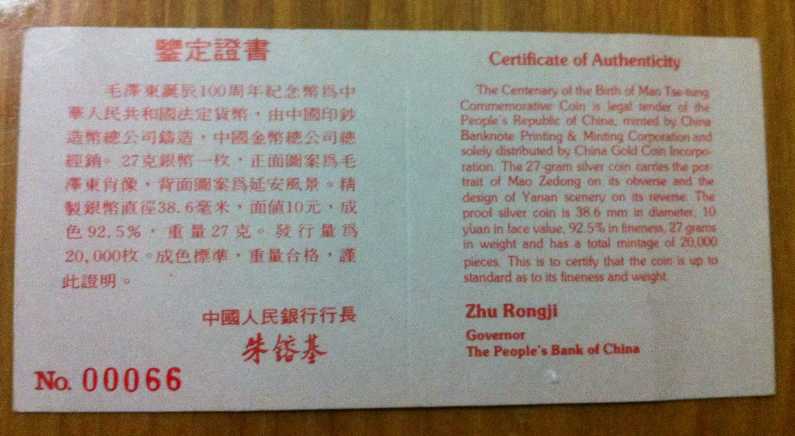 鑒定證書
毛澤東誕辰100周年紀念幣爲中
華人民共和國法定貨幣，由中國印鈔
造幣總公司鑄造，中國金幣總公司總
經銷。27克銀幣一枚，正面圖案爲毛
澤東肖像，背面圖案爲延安風景。精
製銀幣直徑38.6毫米，面值10元，成
色92.5%，重量27克。發行量爲
20,000枚。成色標準，重量合格，謹
此證明。
中國人民銀行行長
朱鎔基
No. 00066
Certificate of Authenticity
The Centenary of the Birth of Mao Tse-tung
Commemorative Coin is legal tender of the
People's Republic of China, minted by China
Banknote Printing & Minting Corporation and
solely distributed by China Gold Coin Incorpo-
ration. The 27-gram silver coin carries the por-
trait of Mao Zedong on its obverse and the
design of Yanan scenery on its reverse. The
proof silver coin is 38.6 mm in diameter, 10
yuan in face value, 92.5% in fineness, 27 grams
in weight and has a total mintage of 20,000
pieces. This is to certify that the coin is up to
standard as to its fineness and weight.
Zhu Rongji
Governor
The People's Bank of China